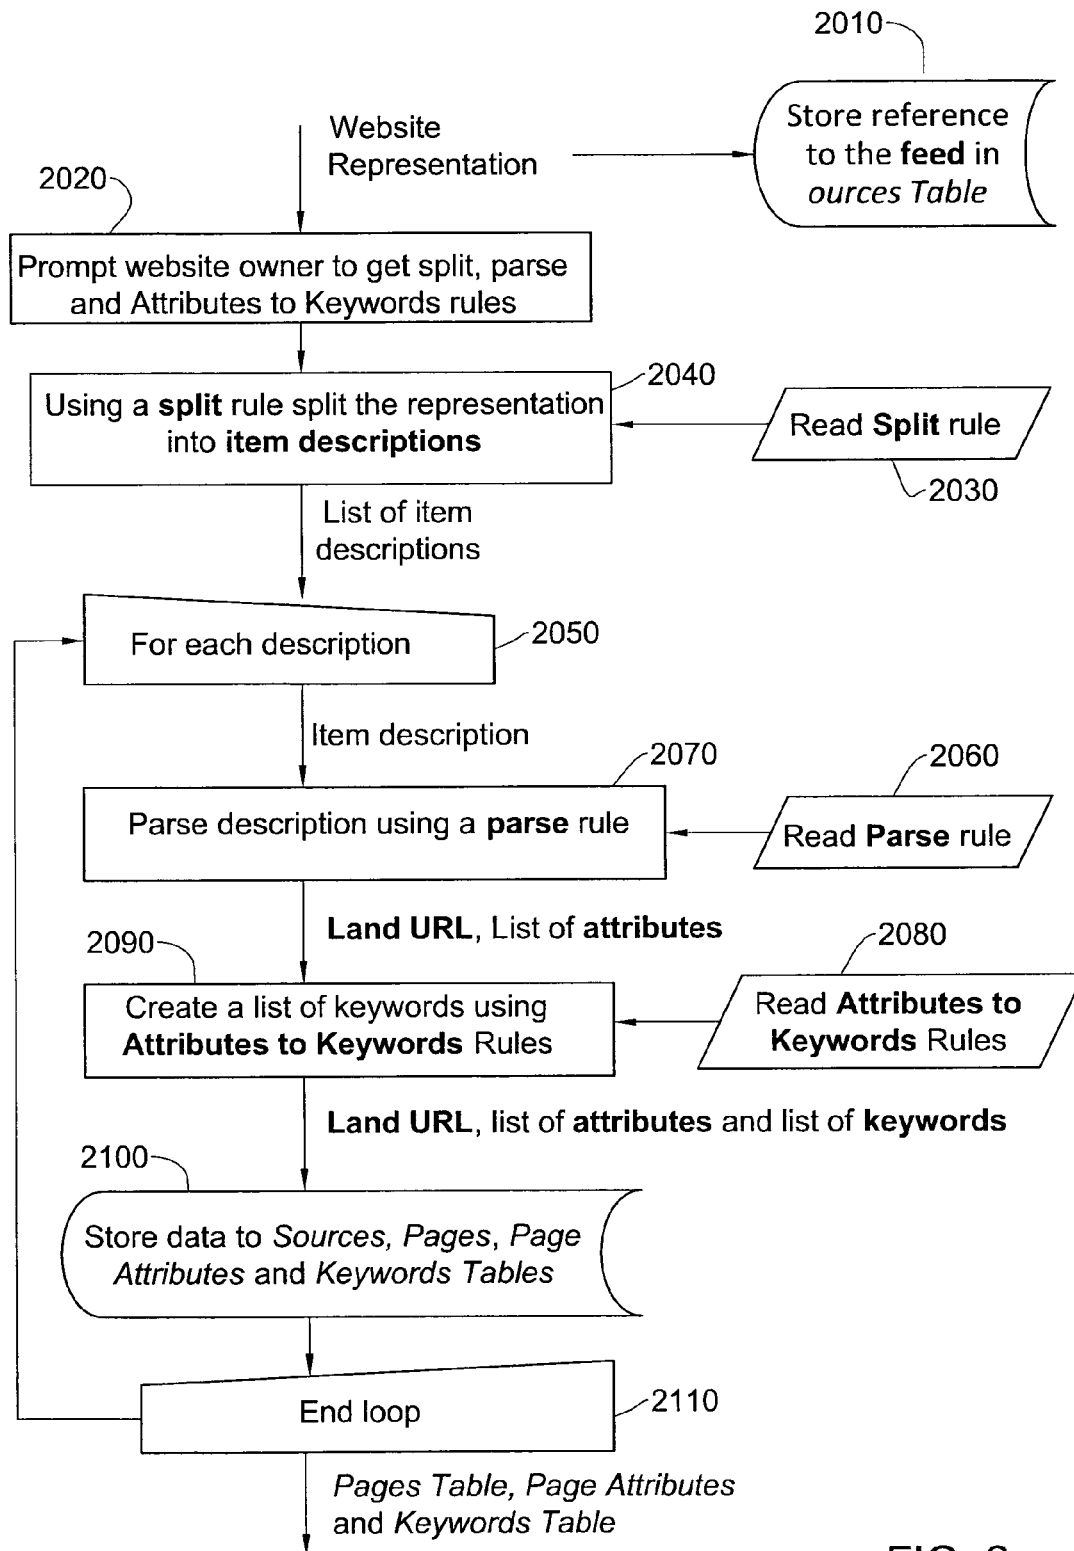 2010
Website
Representation
Store reference
to the feed in
ources Table
2020
Prompt website owner to get split, parse
and Attributes to Keywords rules
2040
Using a split rule split the representation
into item descriptions
Read Split rule
2030
List of item
descriptions
For each description
2050
Item description
2070
2060
Parse description using a parse rule
Read Parse rule
Land URL, List of attributes
2090
2080
Create a list of keywords using
Attributes to Keywords Rules
Read Attributes to
Keywords Rules
Land URL, list of attributes and list of keywords
2100
Store data to Sources, Pages, Page
Attributes and Keywords Tables
End loop
2110
Pages Table, Page Attributes
and Keywords Table